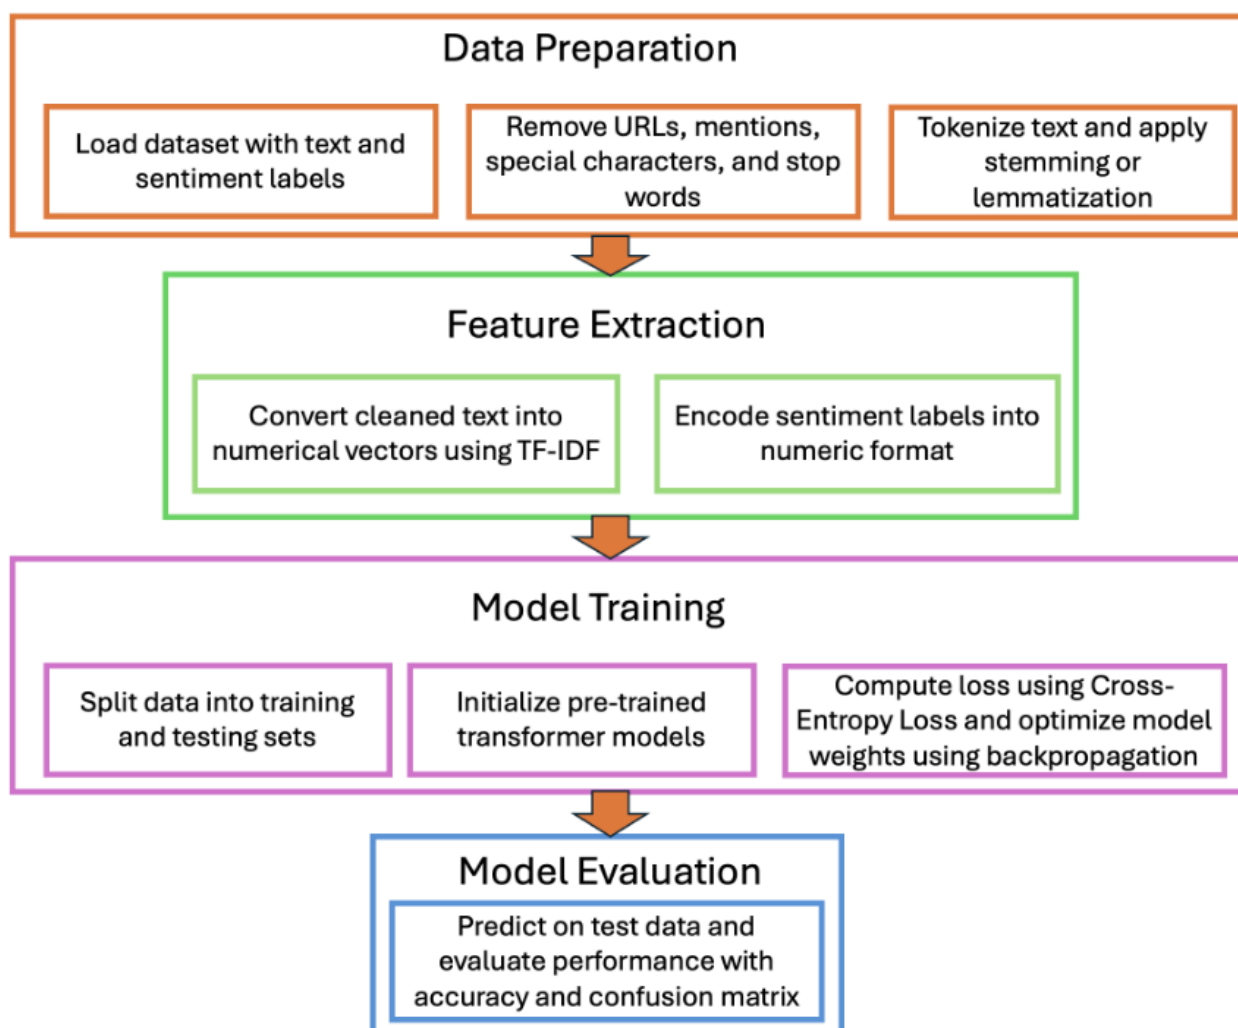 Data Preparation
Load dataset with text and
sentiment labels
Remove URLs, mentions,
special characters, and stop
words
Tokenize text and apply
stemming or
lemmatization
Feature Extraction
Convert cleaned text into
numerical vectors using TF-IDF
Encode sentiment labels into
numeric format
Model Training
Split data into training
and testing sets
Initialize pre-trained
transformer models
Compute loss using Cross-
Entropy Loss and optimize model
weights using backpropagation
Model Evaluation
Predict on test data and
evaluate performance with
accuracy and confusion matrix